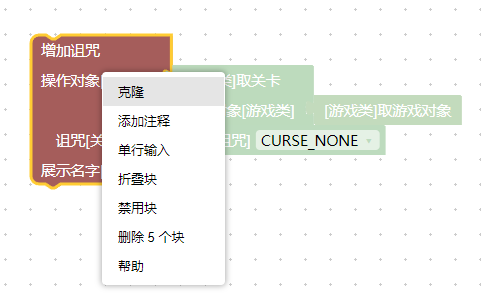 增加诅咒
操作对象[ 类]取关卡
克隆
象[游戏类] [游戏类]取游戏对象
添加注释
诅咒[关 诅咒] CURSE_NONE
单行输入
展示名字[
折叠块
禁用块
删除 5 个块
帮助